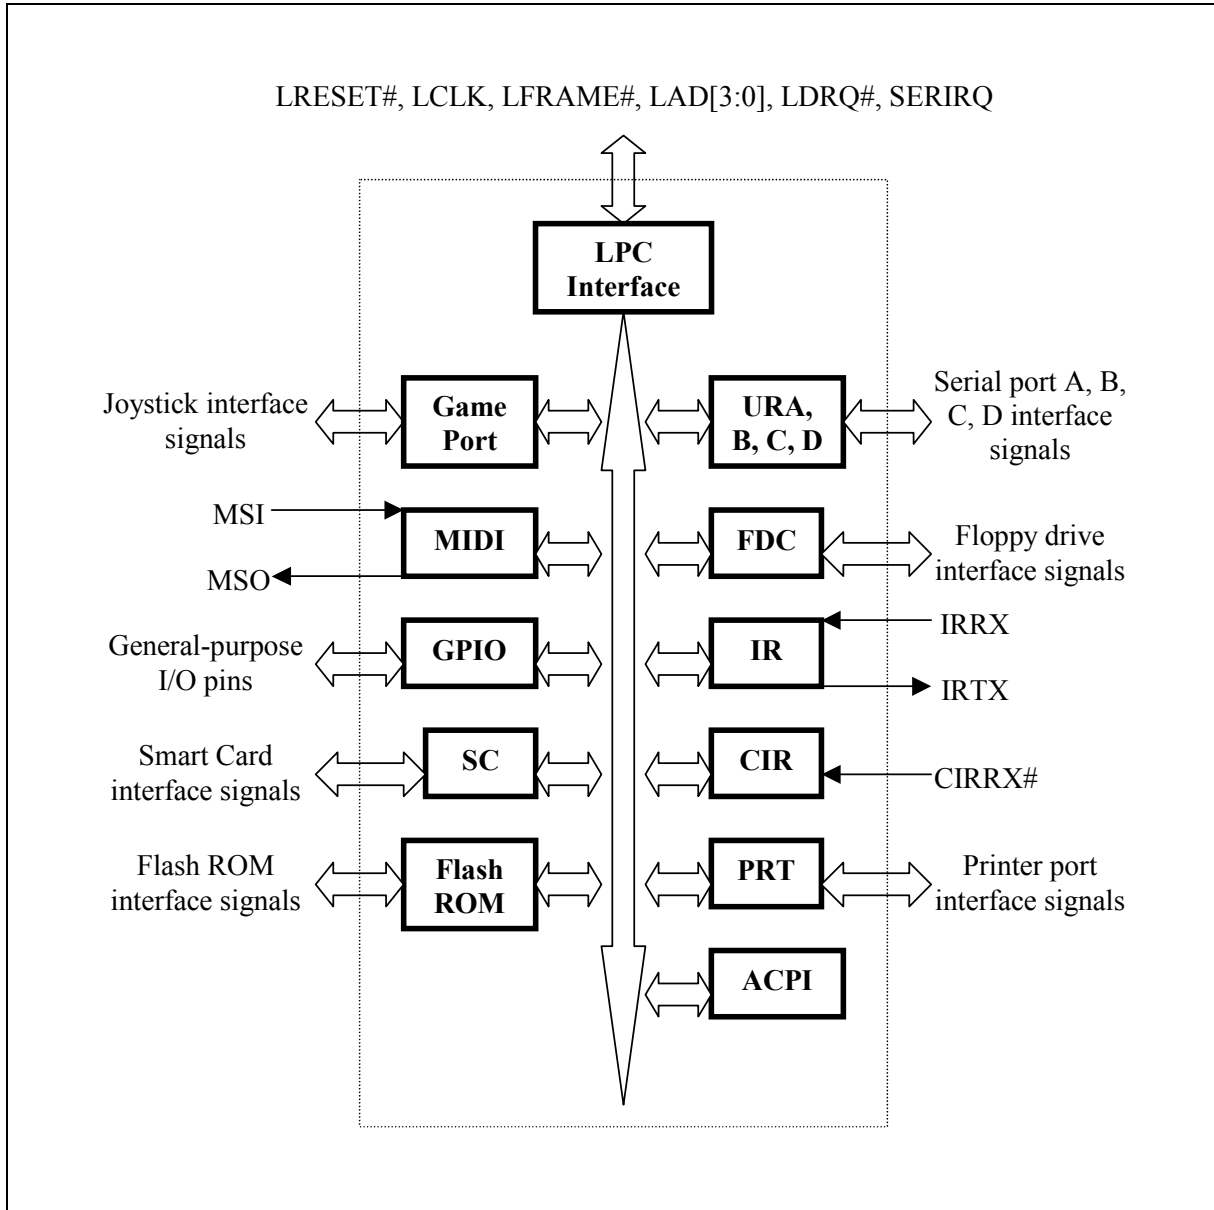 LRESET#, LCLK, LFRAME#, LAD[3:0], LDRQ#, SERIRQ
LPC
Interface
Joystick interface
signals
Game
Port
URA,
B, C, D
Serial port A, B,
C, D interface
signals
MSI
MSO
MIDI
FDC
Floppy drive
interface signals
General-purpose
I/O pins
GPIO
IR
IRRX
IRTX
Smart Card
interface signals
SC
CIR
CIRRX#
Flash ROM
interface signals
Flash
ROM
PRT
Printer port
interface signals
ACPI